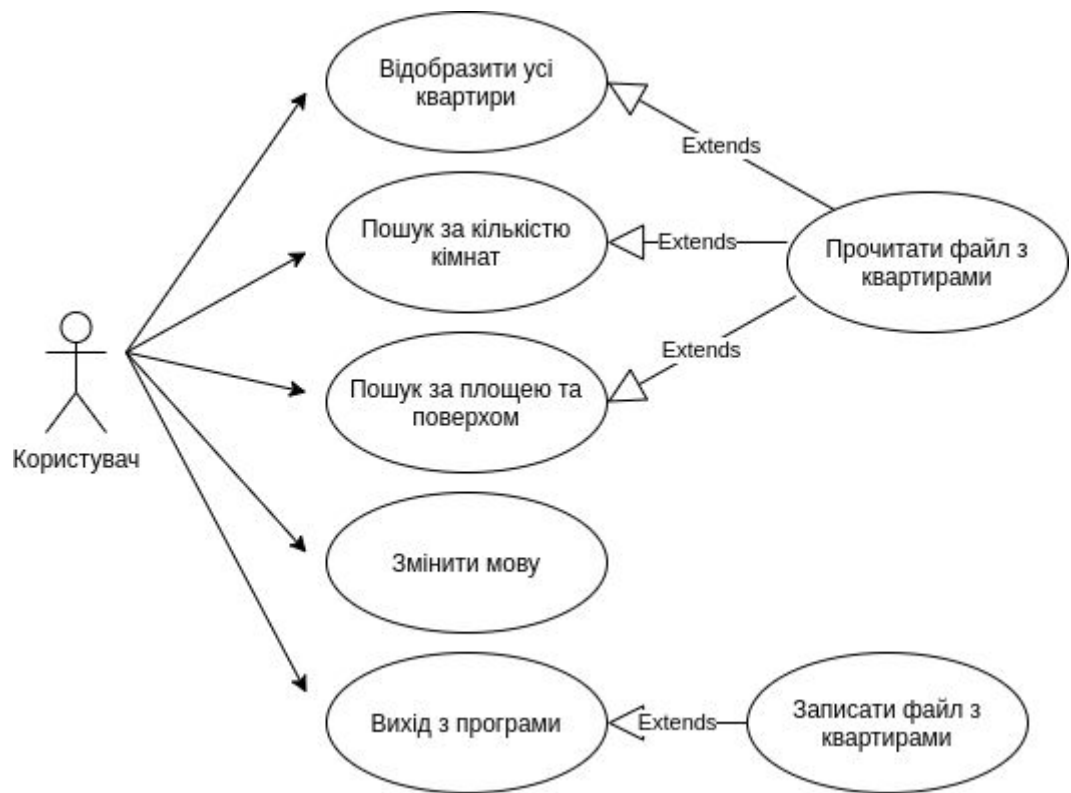 Відобразити усі
квартири
Extends
Пошук за кількістю
кімнат
Extends
Прочитати файл з
квартирами
Extends
Пошук за площею та
поверхом
Користувач
Змінити мову
Вихід з програми
Extends
Записати файл з
квартирами